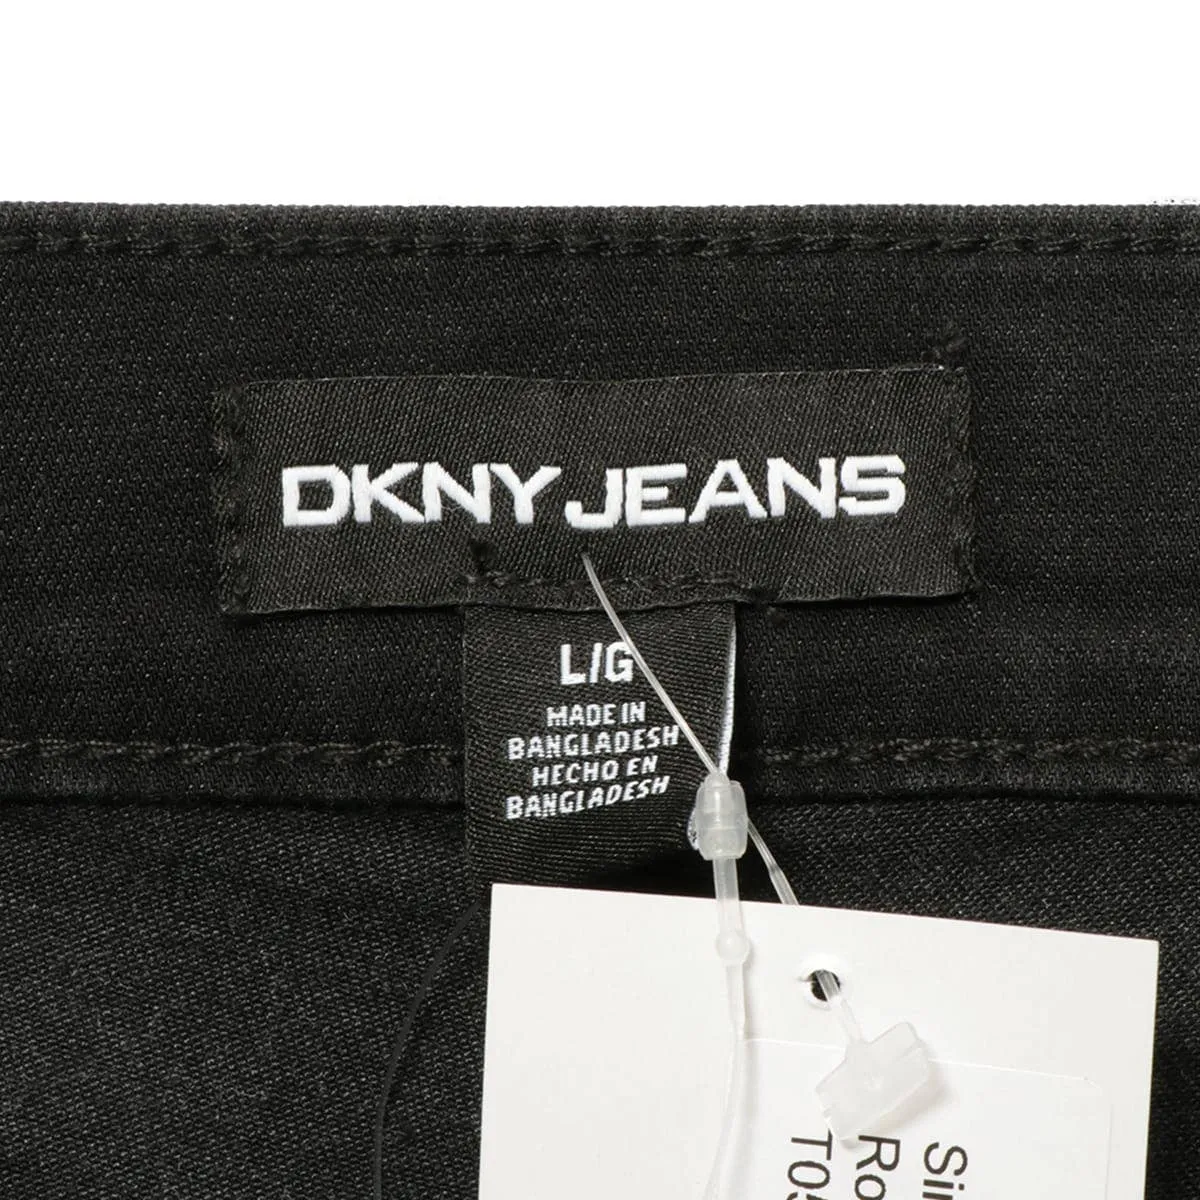 DKNY JEANS
L/G
MADE IN
BANGLADESH
HECHO EN
BANGLADESH